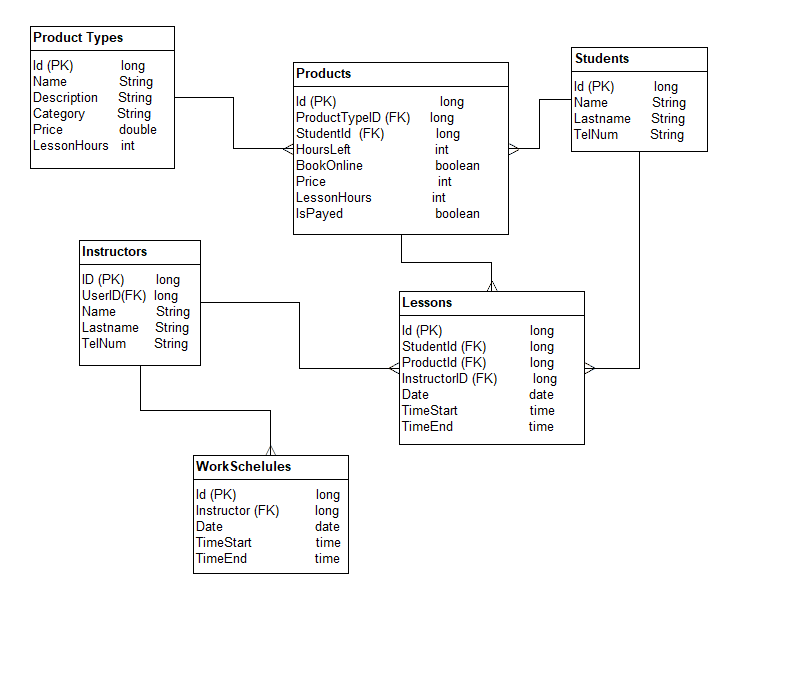 Product Types
Id (PK) long
Name String
Description String
Category String
Price double
LessonHours int
Products
Id (PK) long
ProductTypeID (FK) long
StudentId (FK) long
HoursLeft int
BookOnline boolean
Price int
LessonHours int
IsPayed boolean
Students
Id (PK) long
Name String
Lastname String
TelNum String
Instructors
ID (PK) long
UserID(FK) long
Name String
Lastname String
TelNum String
Lessons
Id (PK) long
StudentId (FK) long
ProductId (FK) long
InstructorID (FK) long
Date date
TimeStart time
TimeEnd time
WorkSchelules
Id (PK) long
Instructor (FK) long
Date date
TimeStart time
TimeEnd time